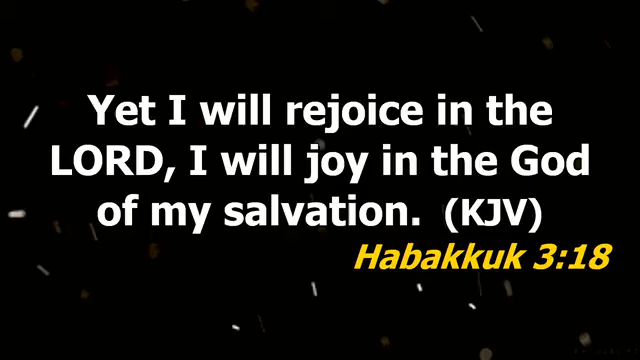 Yet I will rejoice in the
LORD, I will joy in the God
of my salvation. (KJV)
Habakkuk 3:18